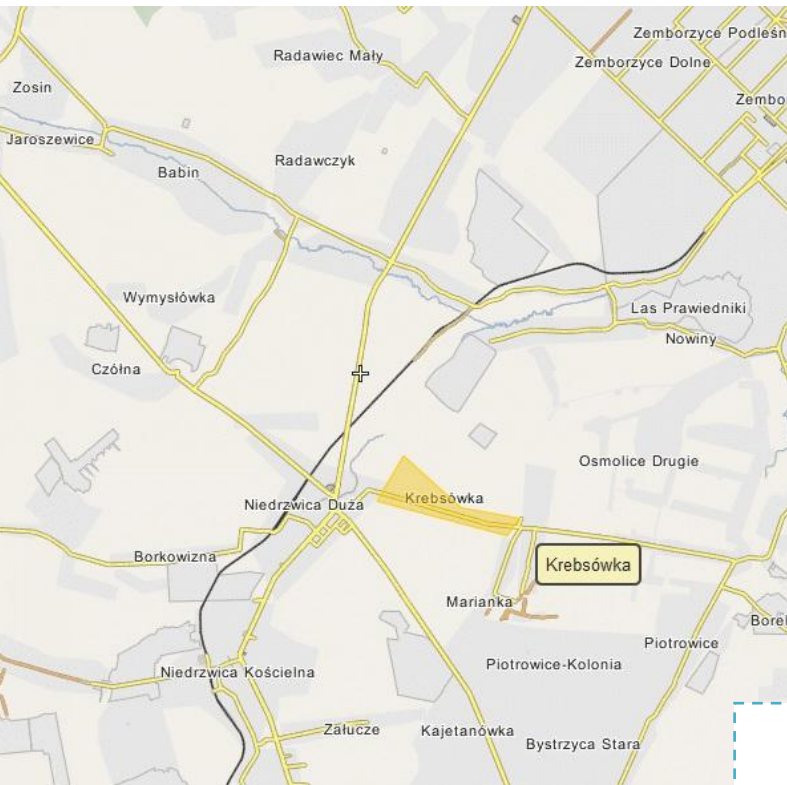 Zemborzyce Podleśn
Radawiec Mały
Zemborzyce Dolne
Zosin
Zembo
Jaroszewice
Radawczyk
Babin
Wymysłówka
Las Prawiedniki
Nowiny
Czółna
Osmolice Drugie
Krebsówka
Niedrzwica Duża
Borkowizna
Krebsówka
Marianka
Borel
Piotrowice
Piotrowice-Kolonia
Niedrzwica Kościelna
Załucze
Kajetanówka
Bystrzyca Stara